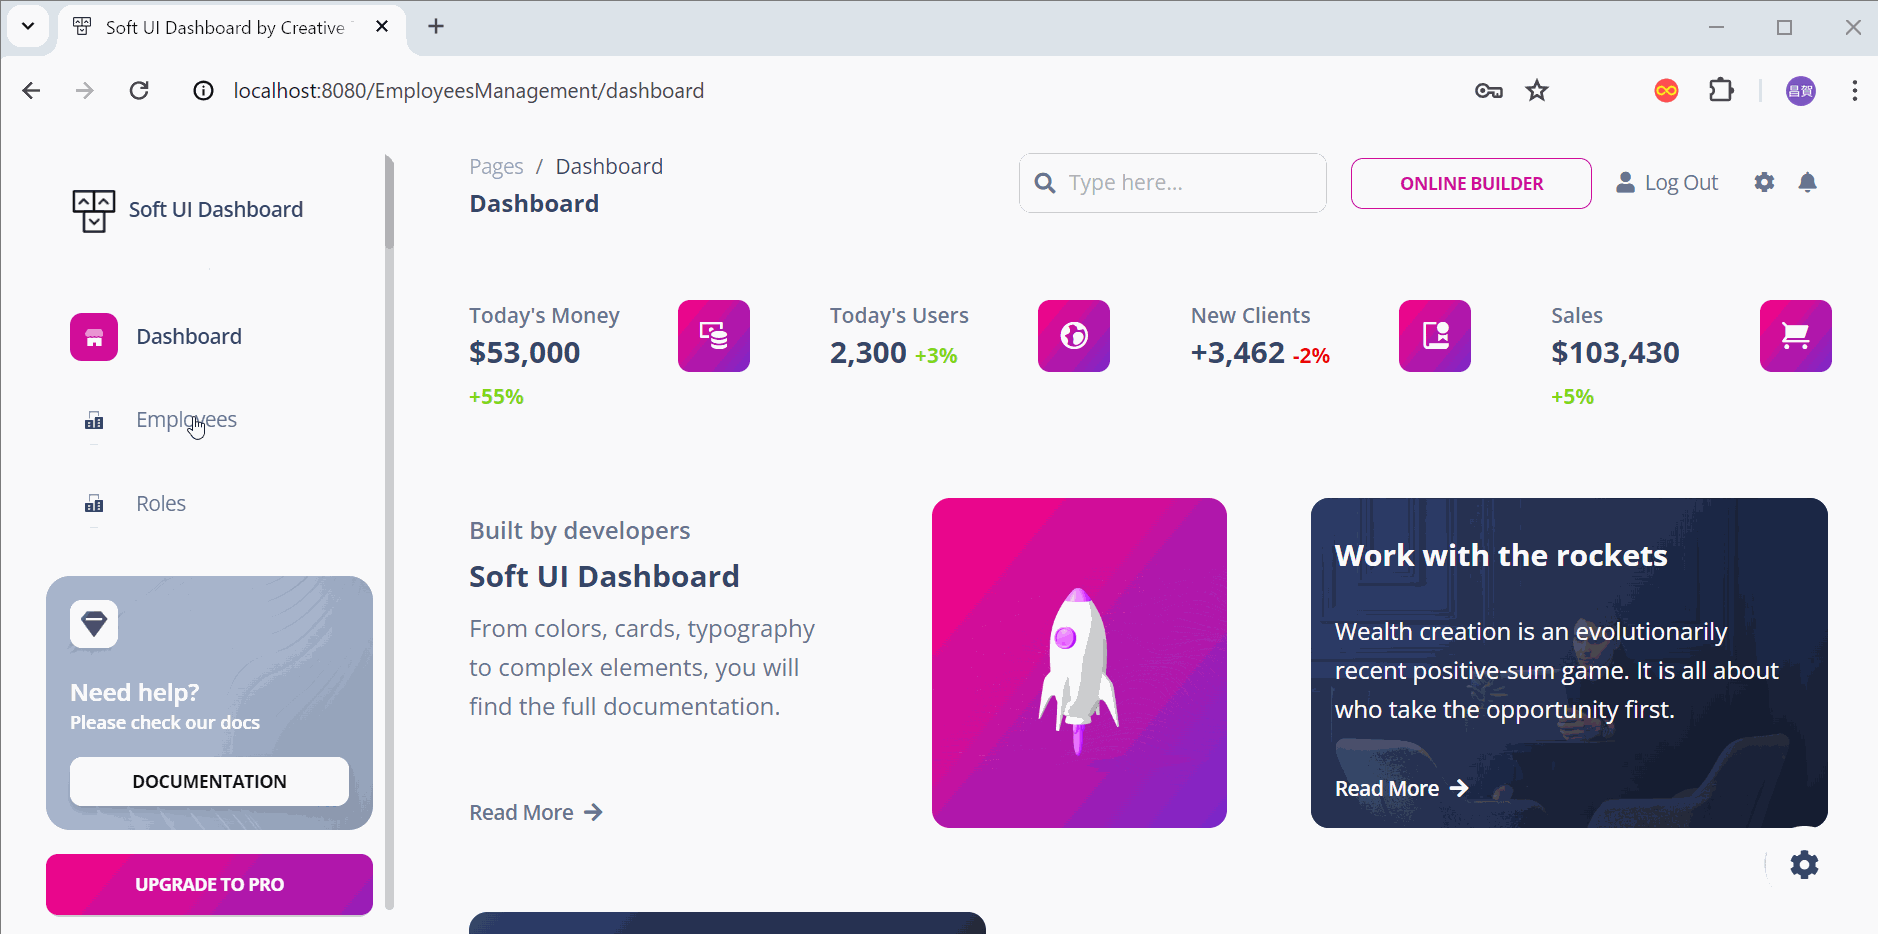 Soft UI Dashboard by Creative
localhost:8080/EmployeesManagement/dashboard
昌賀
Soft UI Dashboard
Dashboard
Employees
Roles
Need help?
Please check our docs
DOCUMENTATION
UPGRADE TO PRO
Pages / Dashboard
Dashboard
Type here...
ONLINE BUILDER
Log Out
Today's Money
$53,000
+55%
Today's Users
2,300 +3%
New Clients
+3,462 -2%
Sales
$103,430
+5%
Built by developers
Soft UI Dashboard
From colors, cards, typography
to complex elements, you will
find the full documentation.
Read More
Work with the rockets
Wealth creation is an evolutionarily
recent positive-sum game. It is all about
who take the opportunity first.
Read More